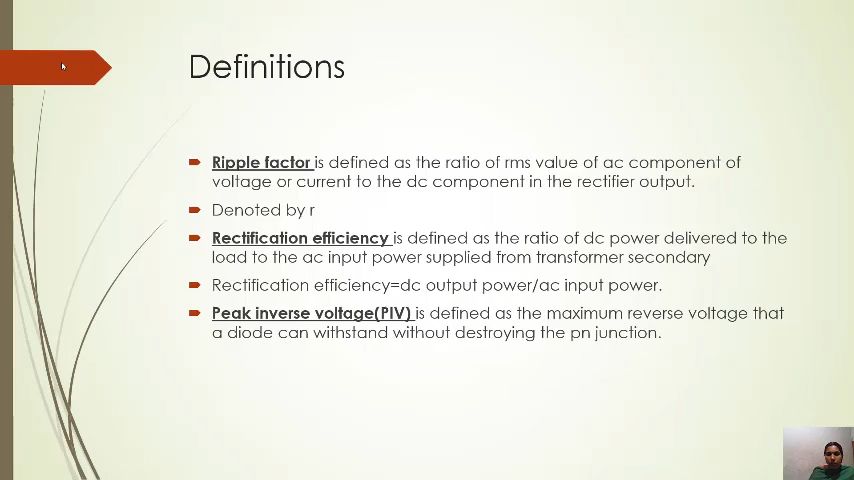 Definitions
Ripple factor is defined as the ratio of rms value of ac component of
voltage or current to the dc component in the rectifier output.
Denoted by r
Rectification efficiency is defined as the ratio of dc power delivered to the
load to the ac input power supplied from transformer secondary
Rectification efficiency=dc output power/ac input power.
Peak inverse voltage(PIV) is defined as the maximum reverse voltage that
a diode can withstand without destroying the pn junction.